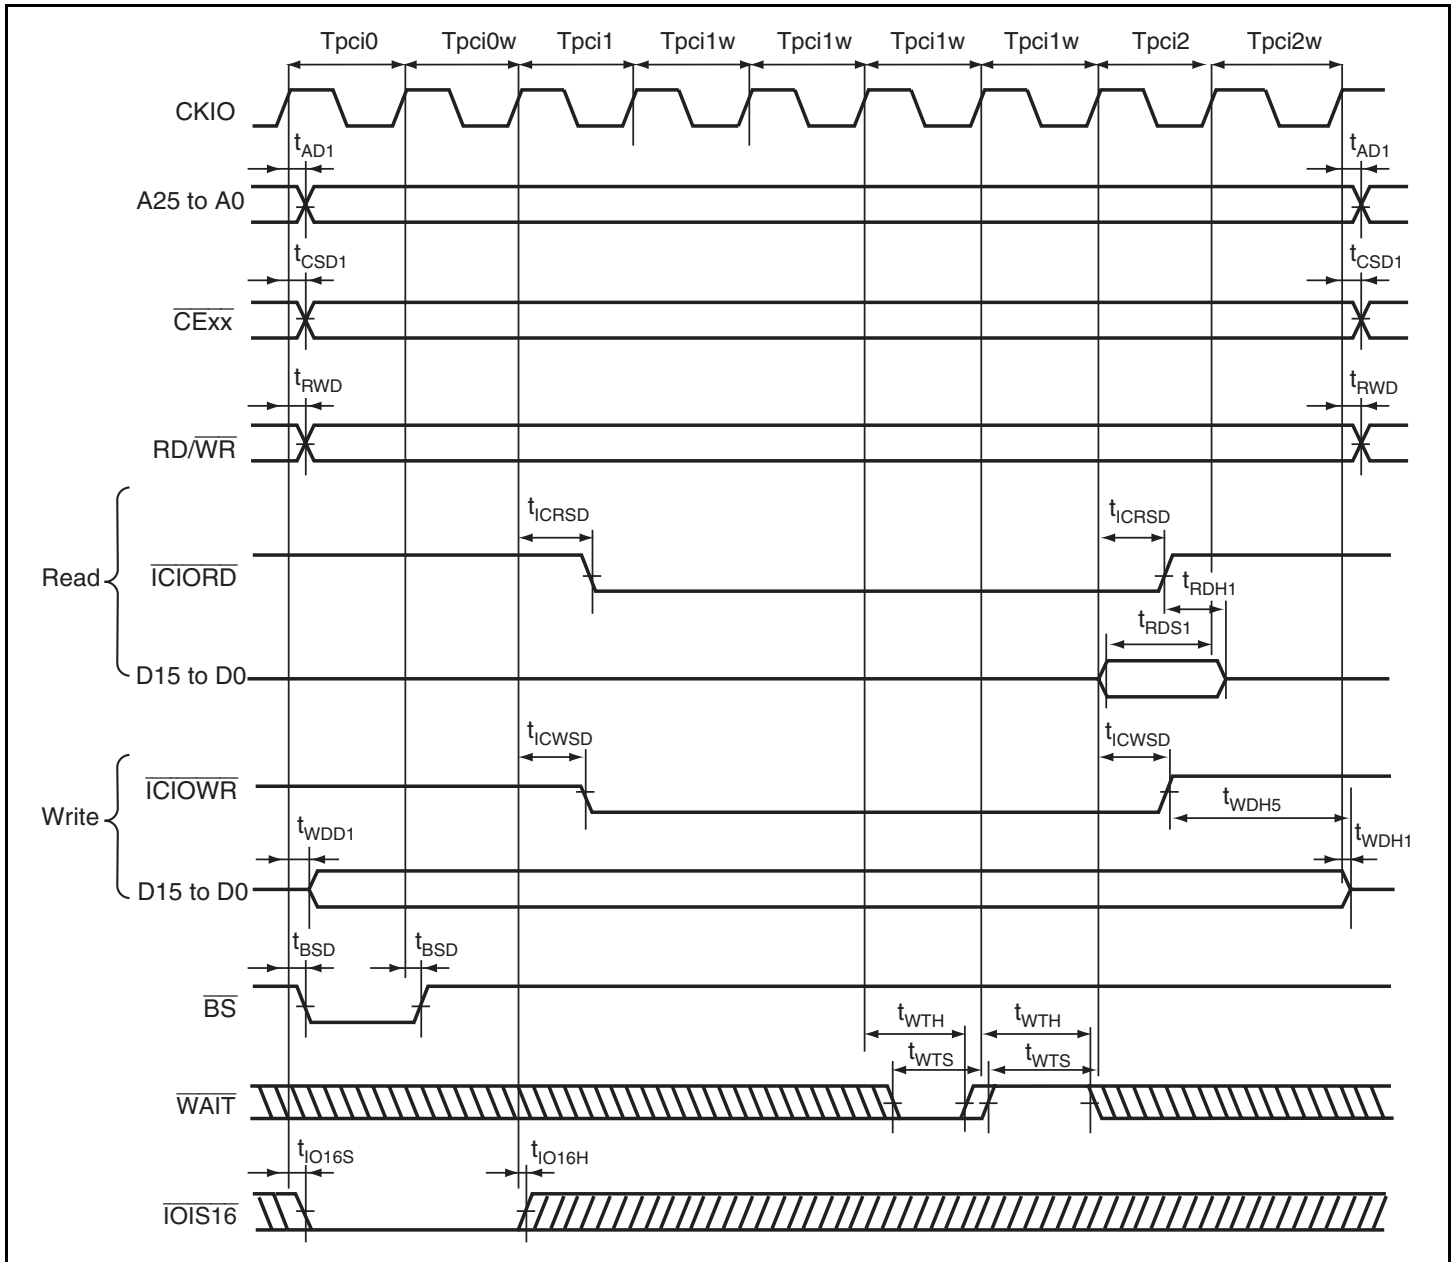 Tpci0 Tpci0w Tpci1 Tpci1w Tpci1w Tpci1w Tpci1w Tpci2 Tpci2w
CKIO
tAD1 tAD1
A25 to A0
tCSD1 tCSD1
CExx
tRWD tRWD
RD/WR
tICRSD tICRSD
Read
ICIORD
tRDH1
tRDS1
D15 to D0
tICWSD tICWSD
ICIOWR
tWDH5
Write
tWDD1 tWDH1
D15 to D0
tBSD tBSD
BS
tWTH tWTH
tWTS tWTS
WAIT
tIO16S tIO16H
IOIS16